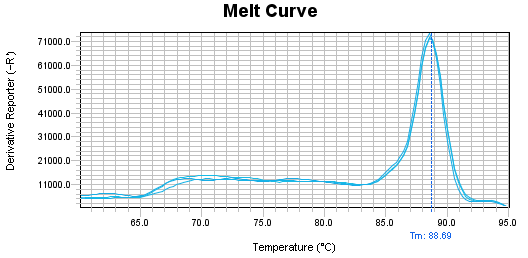 Melt Curve
Derivative Reporter (-R')
71000.0
61000.0
51000.0
41000.0
31000.0
21000.0
11000.0
65.0 70.0 75.0 80.0 85.0 90.0 95.0
Tm: 88.69
Temperature (°C)